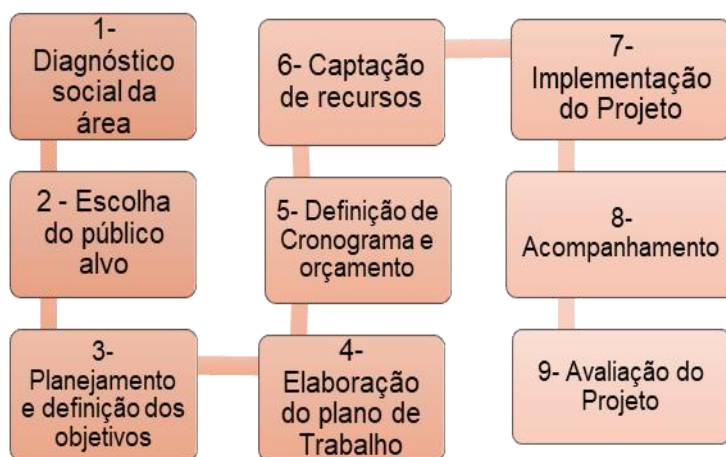 1-
Diagnóstico
social da
área
2 - Escolha
do público
alvo
3-
Planejamento
e definição dos
objetivos
4-
Elaboração
do plano de
Trabalho
5- Definição de
Cronograma e
orçamento
6- Captação
de recursos
7-
Implementação
do Projeto
8-
Acompanhamento
9- Avaliação do
Projeto